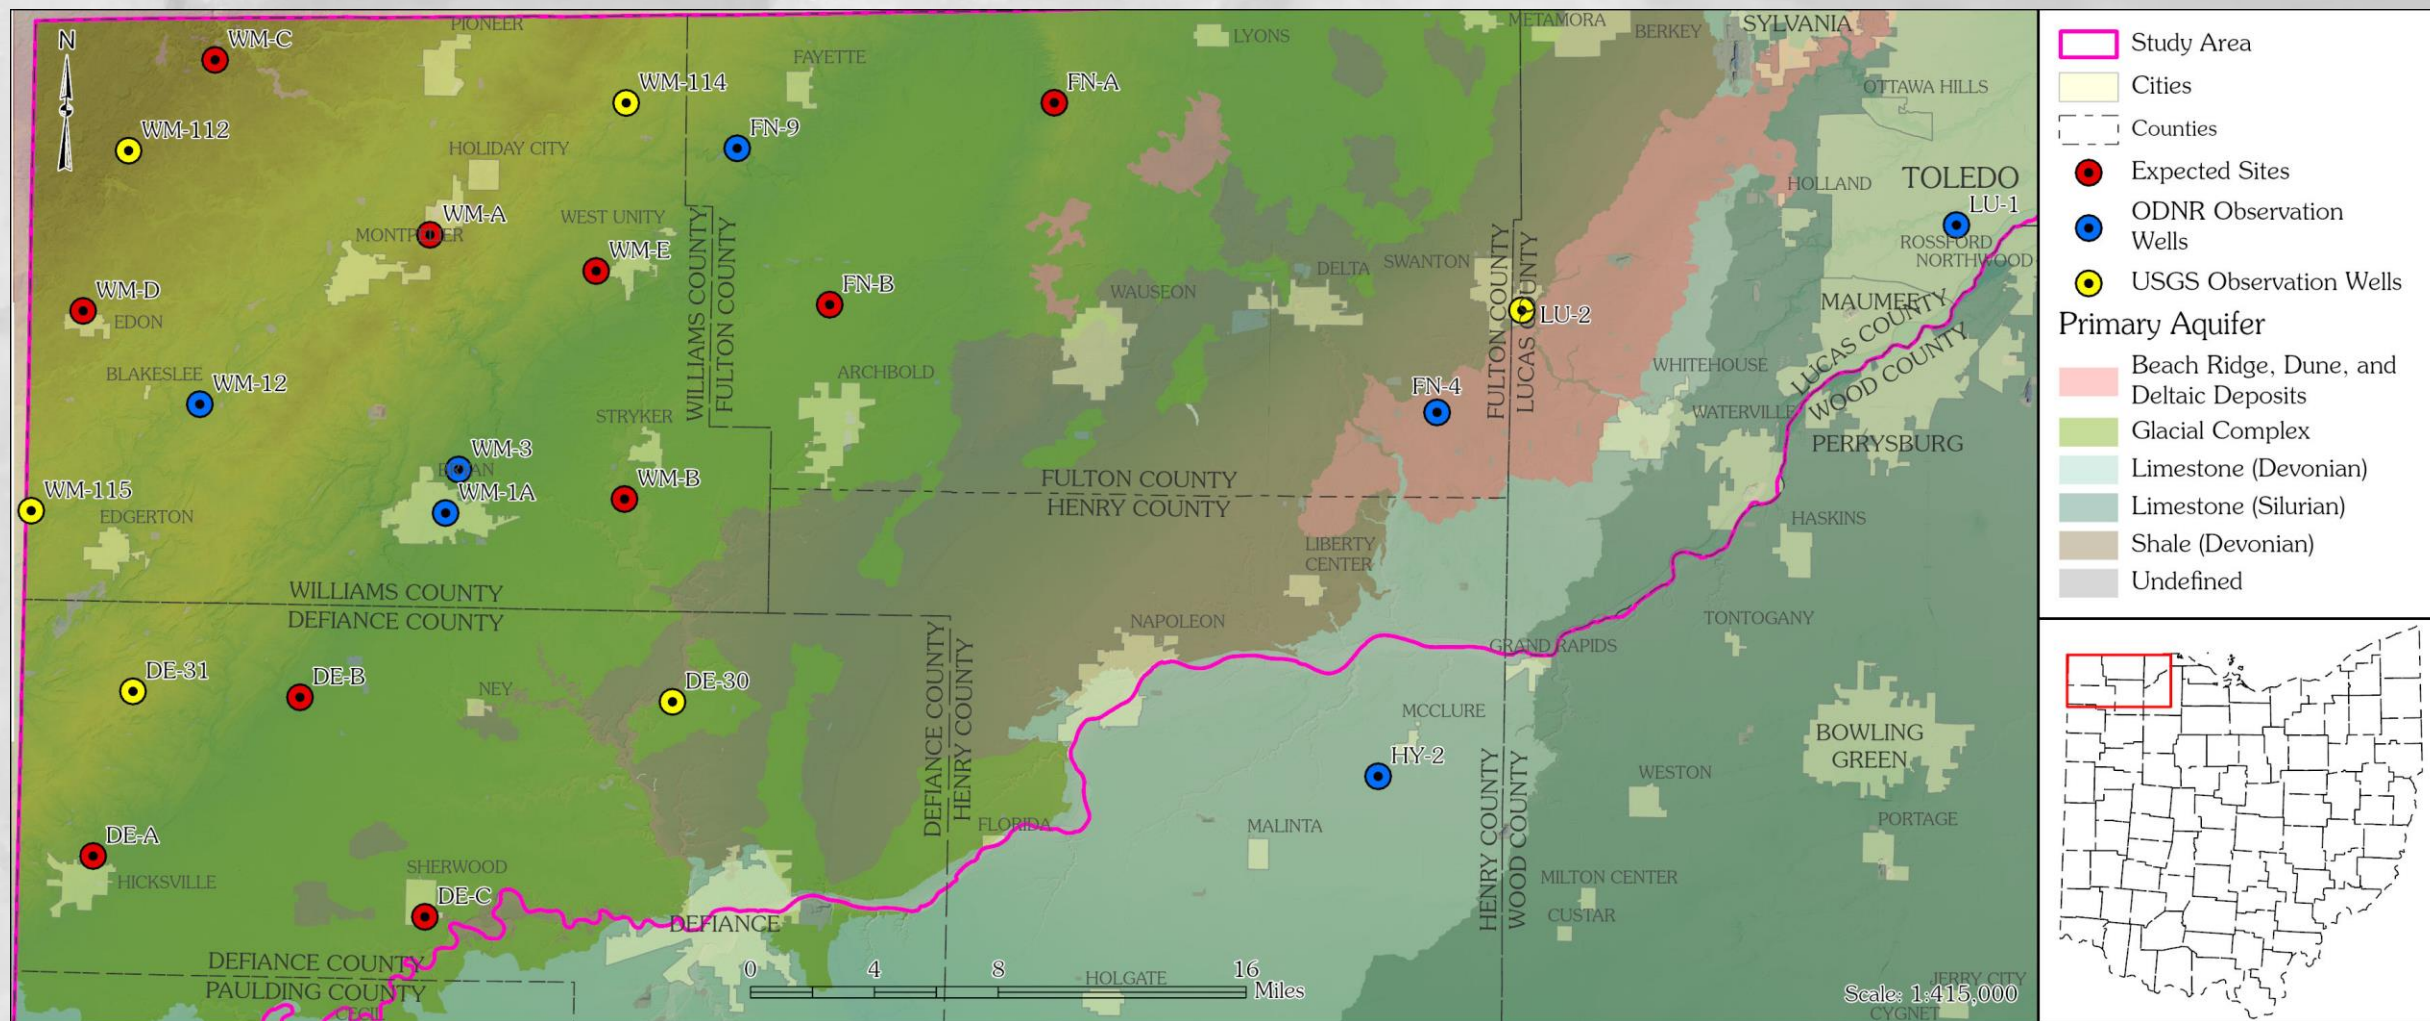 PIONEER
METAMORA
SYLVANIA
BERKEY
LYONS
N
WM-C
FAYETTE
WM-114
FN-A
OTTAWA HILLS
WM-112
FN-9
HOLIDAY CITY
HOLLAND
TOLEDO
LU-1
WM-A
WEST UNITY
MONTPELIER
WM-E
WILLIAMS COUNTY
FULTON COUNTY
FULTON COUNTY
LUCAS COUNTY
ROSSFORD
NORTHWOOD
WM-D
EDON
FN-B
WAUSEON
DELTA
SWANTON
LU-2
MAUMEE
LUCAS COUNTY
WOOD COUNTY
BLAKESLEE
WM-12
ARCHBOLD
WHITEHOUSE
FN-4
STRYKER
WATERVILLE
PERRYSBURG
WM-3
BRYAN
WM-1A
WM-B
WM-115
EDGERTON
FULTON COUNTY
HENRY COUNTY
HASKINS
LIBERTY
CENTER
WILLIAMS COUNTY
DEFIANCE COUNTY
NAPOLEON
TONTOGANY
GRAND RAPIDS
DE-31
DE-B
NEY
DE-30
DEFIANCE COUNTY
HENRY COUNTY
MCCLURE
HY-2
HENRY COUNTY
WOOD COUNTY
BOWLING
GREEN
WESTON
DE-A
HICKSVILLE
FLORIDA
MALINTA
PORTAGE
SHERWOOD
DE-C
MILTON CENTER
CUSTAR
DEFIANCE
DEFIANCE COUNTY
PAULDING COUNTY
CECIL
HOLGATE
JERRY CITY
CYGNET
0 4 8 16
Miles
Scale: 1:415,000
Study Area
Cities
Counties
Expected Sites
ODNR Observation
Wells
USGS Observation Wells
Primary Aquifer
Beach Ridge, Dune, and
Deltaic Deposits
Glacial Complex
Limestone (Devonian)
Limestone (Silurian)
Shale (Devonian)
Undefined